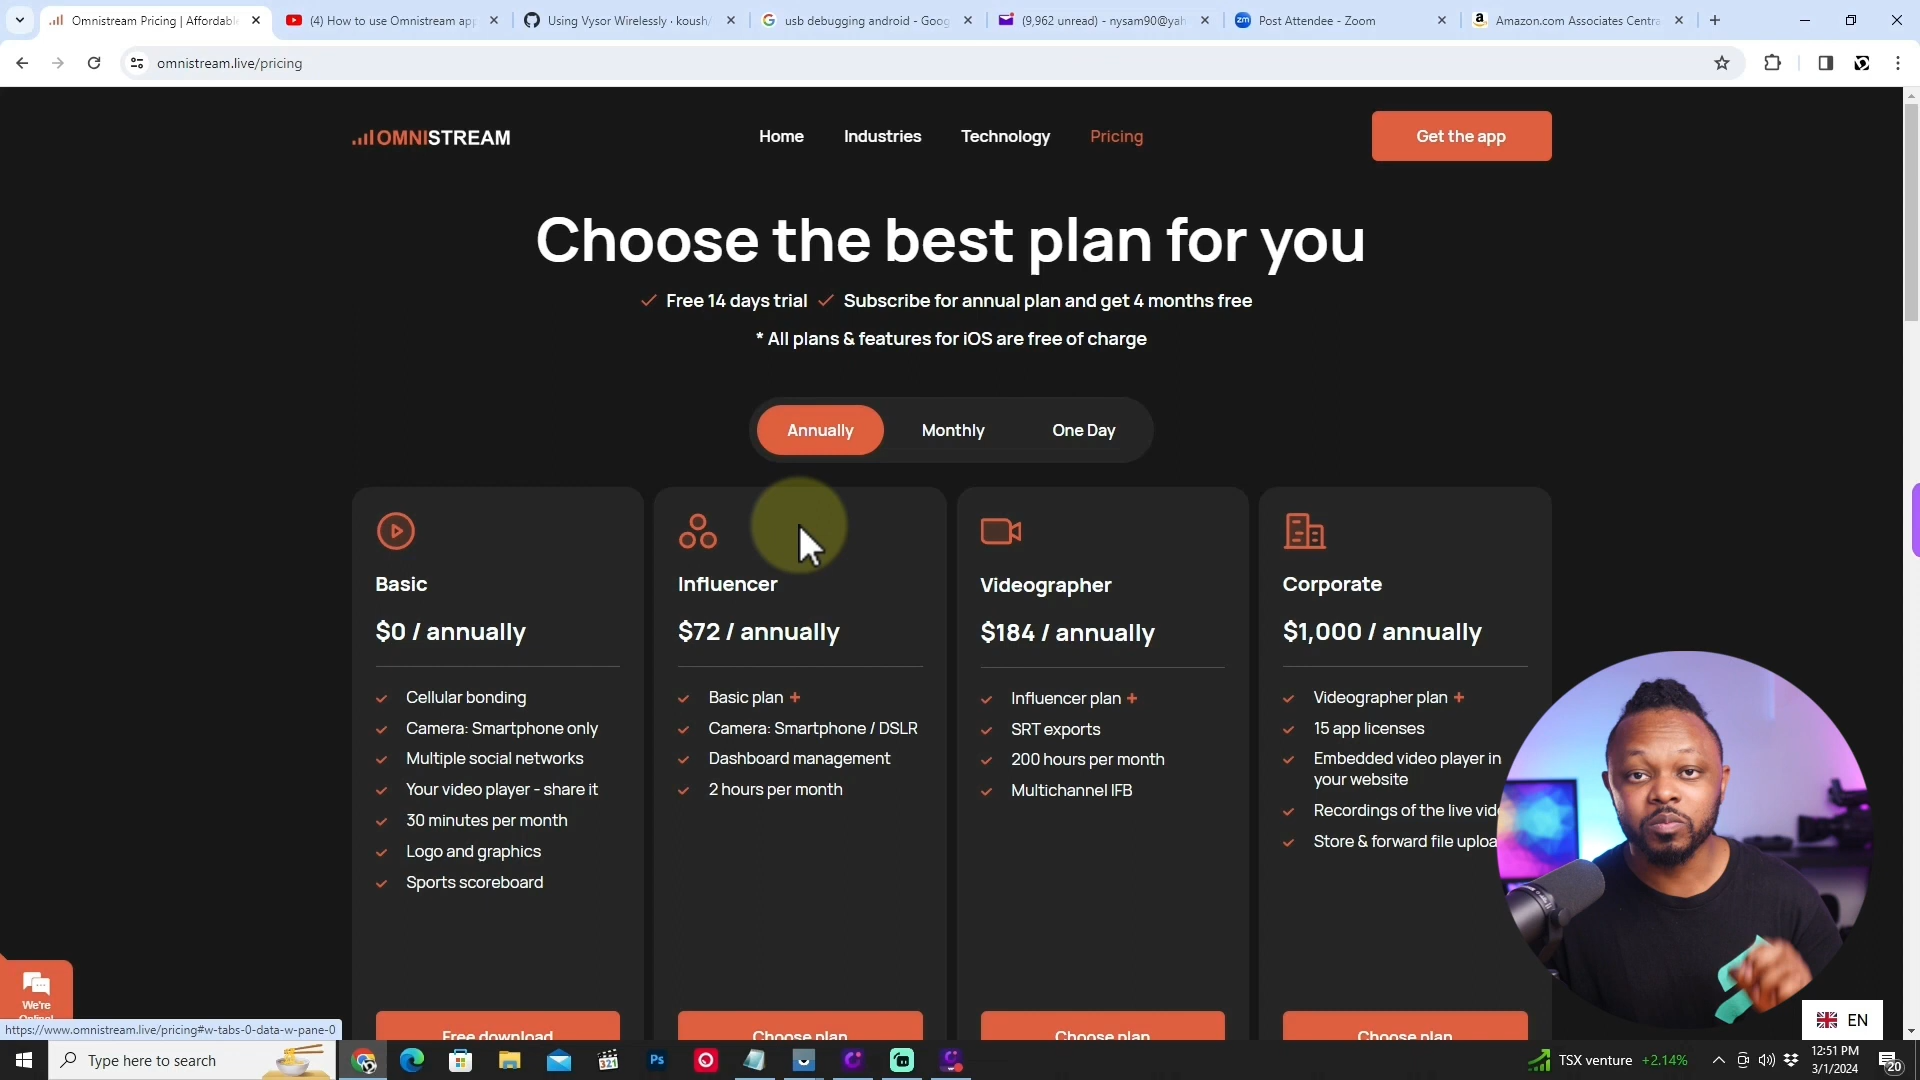 Omnistream Pricing | Affordabl
(4) How to use Omnistream app
Using Vysor Wirelessly · koush/
usb debugging android - Goog
(9,962 unread) - nysam90@yah
Post Attendee - Zoom
Amazon.com Associates Centra
omnistream.live/pricing
OMNISTREAM
Home
Industries
Technology
Pricing
Get the app
Choose the best plan for you
Free 14 days trial
Subscribe for annual plan and get 4 months free
* All plans & features for iOS are free of charge
Annually
Monthly
One Day
Basic
$0 / annually
Cellular bonding
Camera: Smartphone only
Multiple social networks
Your video player - share it
30 minutes per month
Logo and graphics
Sports scoreboard
Free download
Influencer
$72 / annually
Basic plan +
Camera: Smartphone / DSLR
Dashboard management
2 hours per month
Choose plan
Videographer
$184 / annually
Influencer plan +
SRT exports
200 hours per month
Multichannel IFB
Choose plan
Corporate
$1,000 / annually
Videographer plan +
15 app licenses
Embedded video player in
your website
Recordings of the live vide
Store & forward file uploa
Choose plan
We're
Online!
EN
https://www.omnistream.live/pricing#w-tabs-0-data-w-pane-0
Type here to search
321
Ps
TSX venture +2.14%
12:51 PM
3/1/2024
20